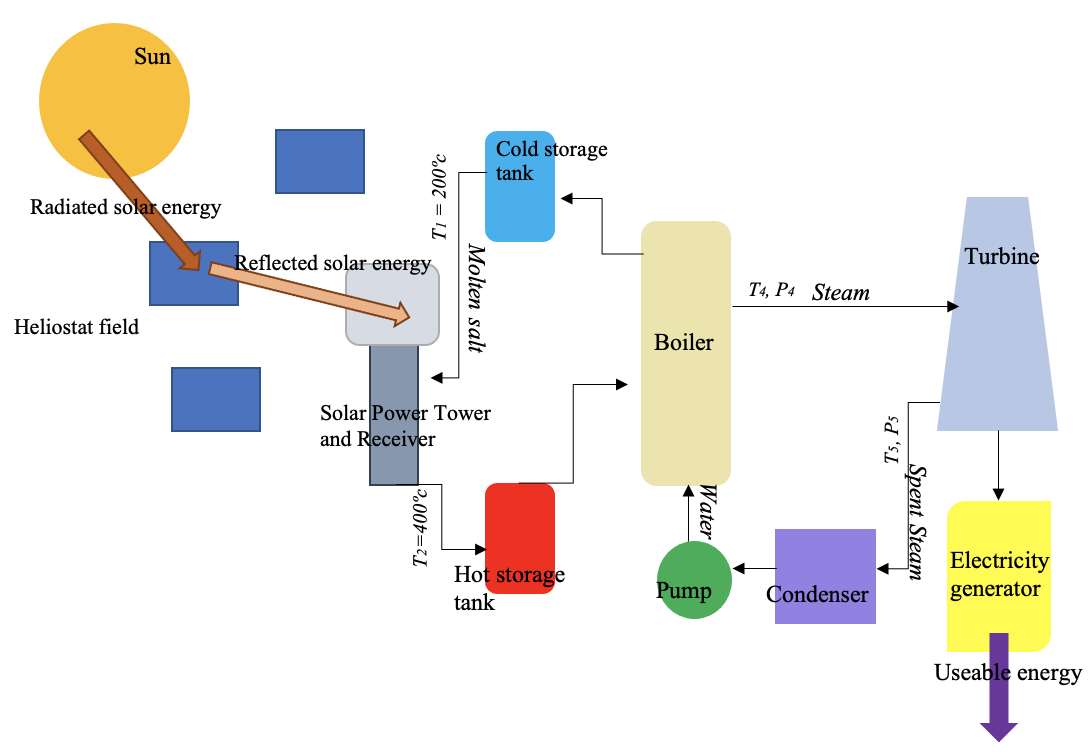 Sun
Radiated solar energy
Reflected solar energy
Heliostat field
Solar Power Tower
and Receiver
T1 = 200ºc
Molten salt
Cold storage
tank
T2=400ºc
Hot storage
tank
Boiler
T4, P4 Steam
Turbine
T5, P5
Spent Steam
Water
Pump
Condenser
Electricity
generator
Useable energy